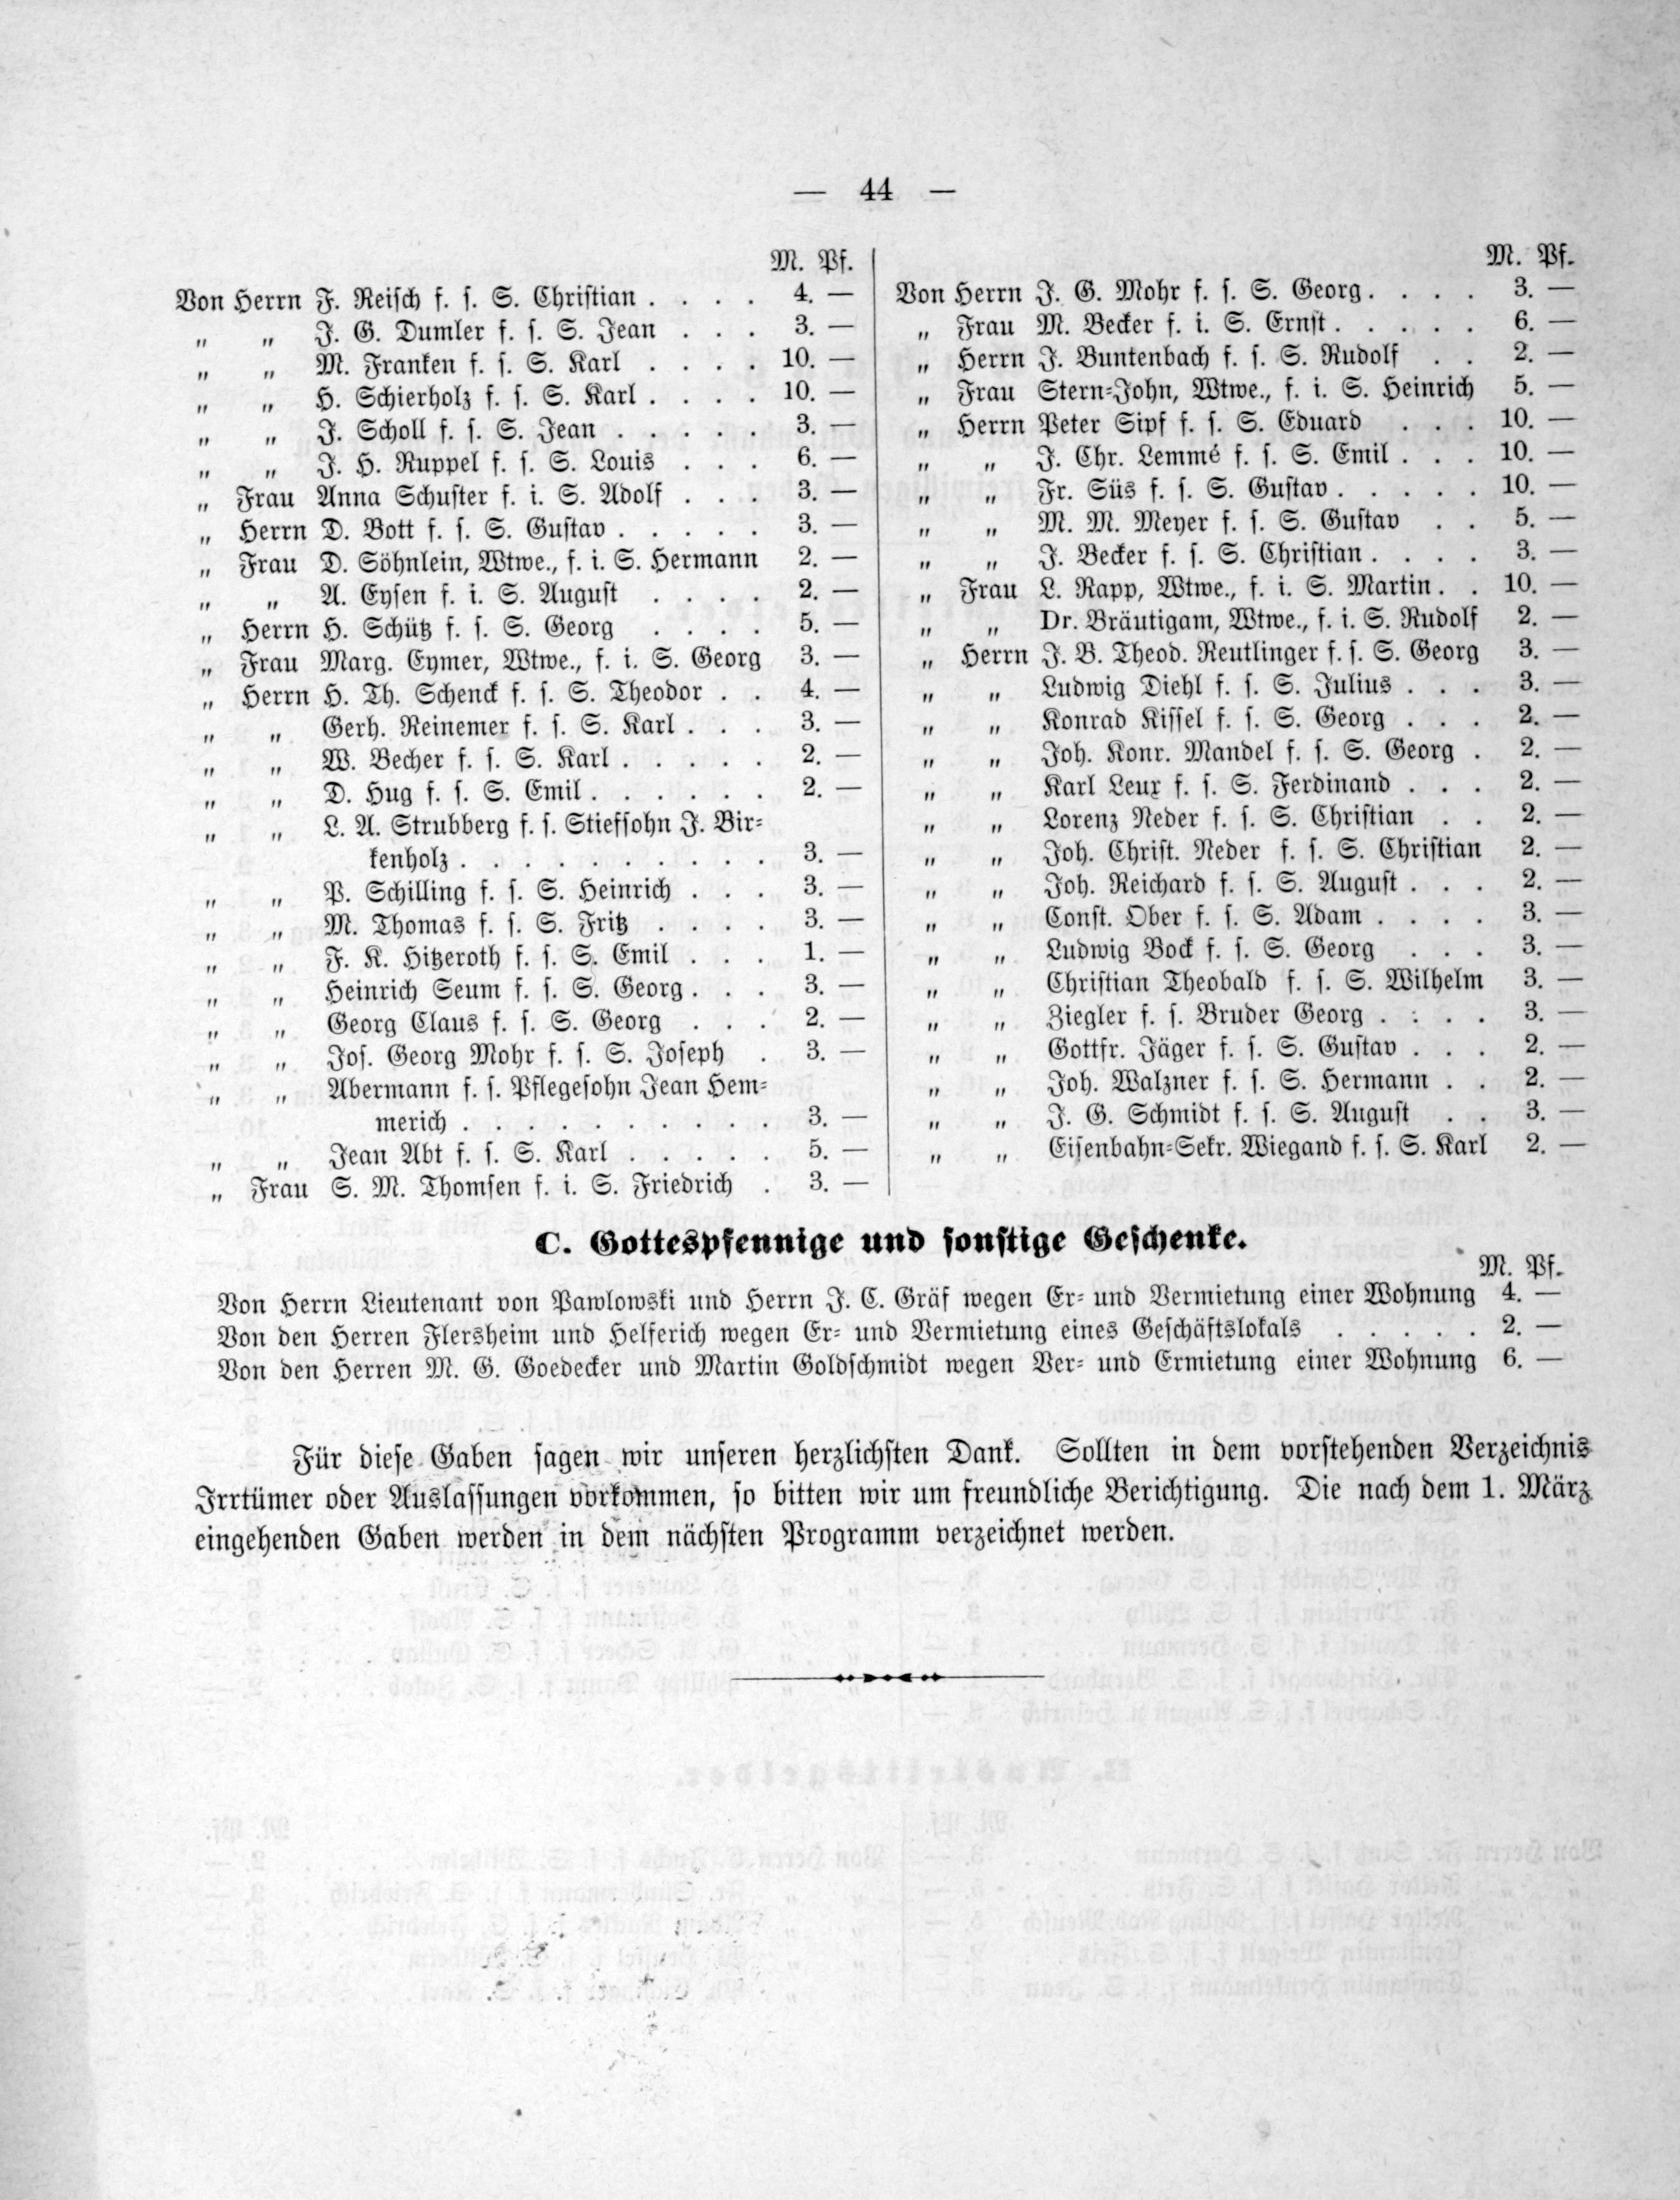 — 44 —
M. Pf.
Von Herrn F. Reisch f. s. S. Christian . . . . 4. —
„ „ J. G. Dumler f. s. S. Jean . . . 3. —
„ „ M. Franken f. s. S. Karl . . . . 10. —
„ „ H. Schierholz f. s. S. Karl . . . . 10. —
„ „ J. Scholl f. s. S. Jean . . . . . 3. —
„ „ J. H. Ruppel f. s. S. Louis . . . 6. —
„ Frau Anna Schuster f. i. S. Adolf . . . 3. —
„ Herrn D. Bott f. s. S. Gustav . . . . . 3. —
„ Frau D. Söhnlein, Wtwe., f. i. S. Hermann 2. —
„ „ A. Eysen f. i. S. August . . . . 2. —
„ Herrn H. Schütz f. s. S. Georg . . . . 5. —
„ Frau Marg. Eymer, Wtwe., f. i. S. Georg 3. —
„ Herrn H. Th. Schenck f. s. S. Theodor . . 4. —
„ „ Gerh. Reinemer f. s. S. Karl . . . 3. —
„ „ W. Becher f. s. S. Karl . . . . . 2. —
„ „ D. Hug f. s. S. Emil . . . . . . 2. —
„ „ L. A. Strubberg f. s. Stiefsohn J. Bir-
kenholz . . . . . . . . . . 3. —
„ „ P. Schilling f. s. S. Heinrich . . . 3. —
„ „ M. Thomas f. s. S. Fritz . . . . 3. —
„ „ F. K. Hitzeroth f. s. S. Emil . . . 1. —
„ „ Heinrich Seum f. s. S. Georg . . . 3. —
„ „ Georg Claus f. s. S. Georg . . . 2. —
„ „ Jos. Georg Mohr f. s. S. Joseph . 3. —
„ „ Abermann f. s. Pflegesohn Jean Hem-
merich . . . . . . . . . . 3. —
„ „ Jean Abt f. s. S. Karl . . . . . 5. —
„ Frau S. M. Thomsen f. i. S. Friedrich . 3. —
M. Pf.
Von Herrn J. G. Mohr f. s. S. Georg . . . . 3. —
„ Frau M. Becker f. i. S. Ernst . . . . . 6. —
„ Herrn J. Buntenbach f. s. S. Rudolf . . 2. —
„ Frau Stern-John, Wtwe., f. i. S. Heinrich 5. —
„ Herrn Peter Sipf f. s. S. Eduard . . . 10. —
„ „ J. Chr. Lemmé f. s. S. Emil . . . 10. —
„ „ Fr. Süs f. s. S. Gustav . . . . . 10. —
„ „ M. M. Meyer f. s. S. Gustav . . 5. —
„ „ J. Becker f. s. S. Christian . . . . 3. —
„ Frau L. Rapp, Wtwe., f. i. S. Martin . . 10. —
„ „ Dr. Bräutigam, Wtwe., f. i. S. Rudolf 2. —
„ Herrn J. B. Theod. Reutlinger f. s. S. Georg 3. —
„ „ Ludwig Diehl f. s. S. Julius . . . 3. —
„ „ Konrad Kissel f. s. S. Georg . . . 2. —
„ „ Joh. Konr. Mandel f. s. S. Georg . 2. —
„ „ Karl Leux f. s. S. Ferdinand . . . 2. —
„ „ Lorenz Neder f. s. S. Christian . . 2. —
„ „ Joh. Christ. Neder f. s. S. Christian 2. —
„ „ Joh. Reichard f. s. S. August . . . 2. —
„ „ Const. Ober f. s. S. Adam . . . . 3. —
„ „ Ludwig Bock f. s. S. Georg . . . 3. —
„ „ Christian Theobald f. s. S. Wilhelm 3. —
„ „ Ziegler f. s. Bruder Georg . . . . 3. —
„ „ Gottfr. Jäger f. s. S. Gustav . . . 2. —
„ „ Joh. Walzner f. s. S. Hermann . . 2. —
„ „ J. G. Schmidt f. s. S. August . . 3. —
„ „ Eisenbahn-Sekr. Wiegand f. s. S. Karl 2. —
C. Gottespfennige und sonstige Geschenke.
M. Pf.
Von Herrn Lieutenant von Pawlowski und Herrn J. C. Gräf wegen Er- und Vermietung einer Wohnung 4. —
Von den Herren Flersheim und Helferich wegen Er- und Vermietung eines Geschäftslokals . . . . . 2. —
Von den Herren M. G. Goedecker und Martin Goldschmidt wegen Ver- und Ermietung einer Wohnung 6. —
Für diese Gaben sagen wir unseren herzlichsten Dank. Sollten in dem vorstehenden Verzeichnis
Irrtümer oder Auslassungen vorkommen, so bitten wir um freundliche Berichtigung. Die nach dem 1. März
eingehenden Gaben werden in dem nächsten Programm verzeichnet werden.